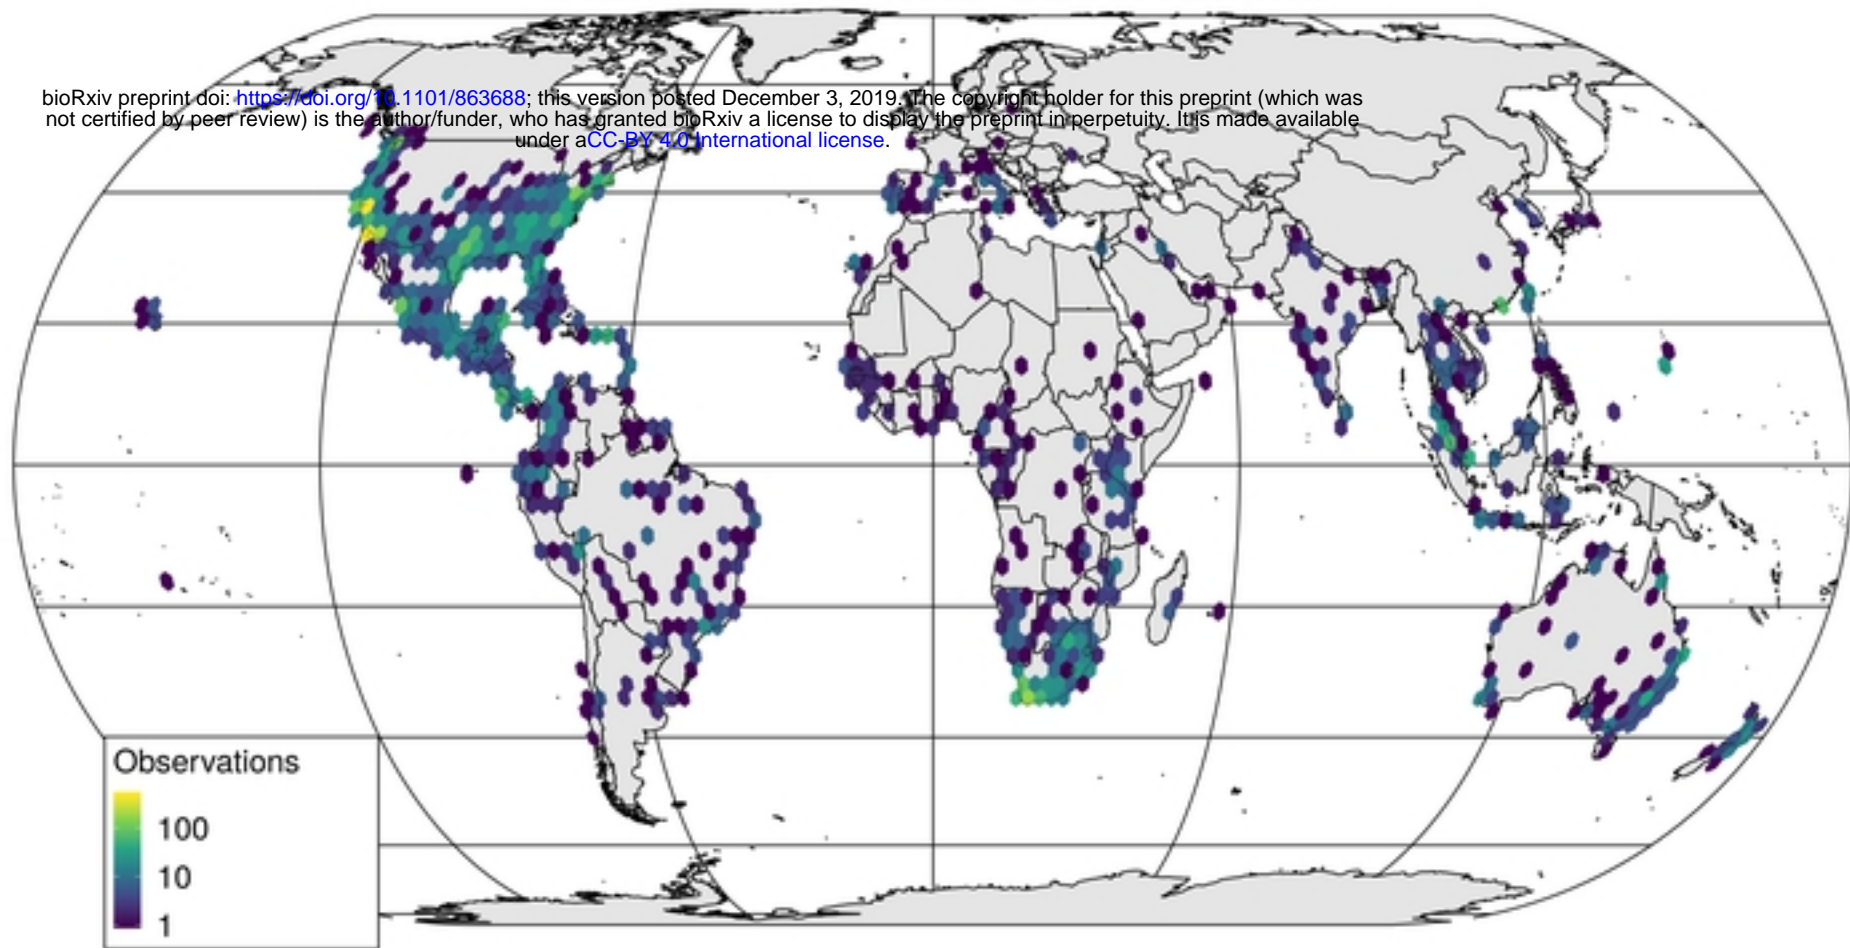 bioRxiv preprint doi: https://doi.org/10.1101/863688; this version posted December 3, 2019. The copyright holder for this preprint (which was
not certified by peer review) is the author/funder, who has granted bioRxiv a license to display the preprint in perpetuity. It is made available
under aCC-BY 4.0 International license.
Observations
100
10
1